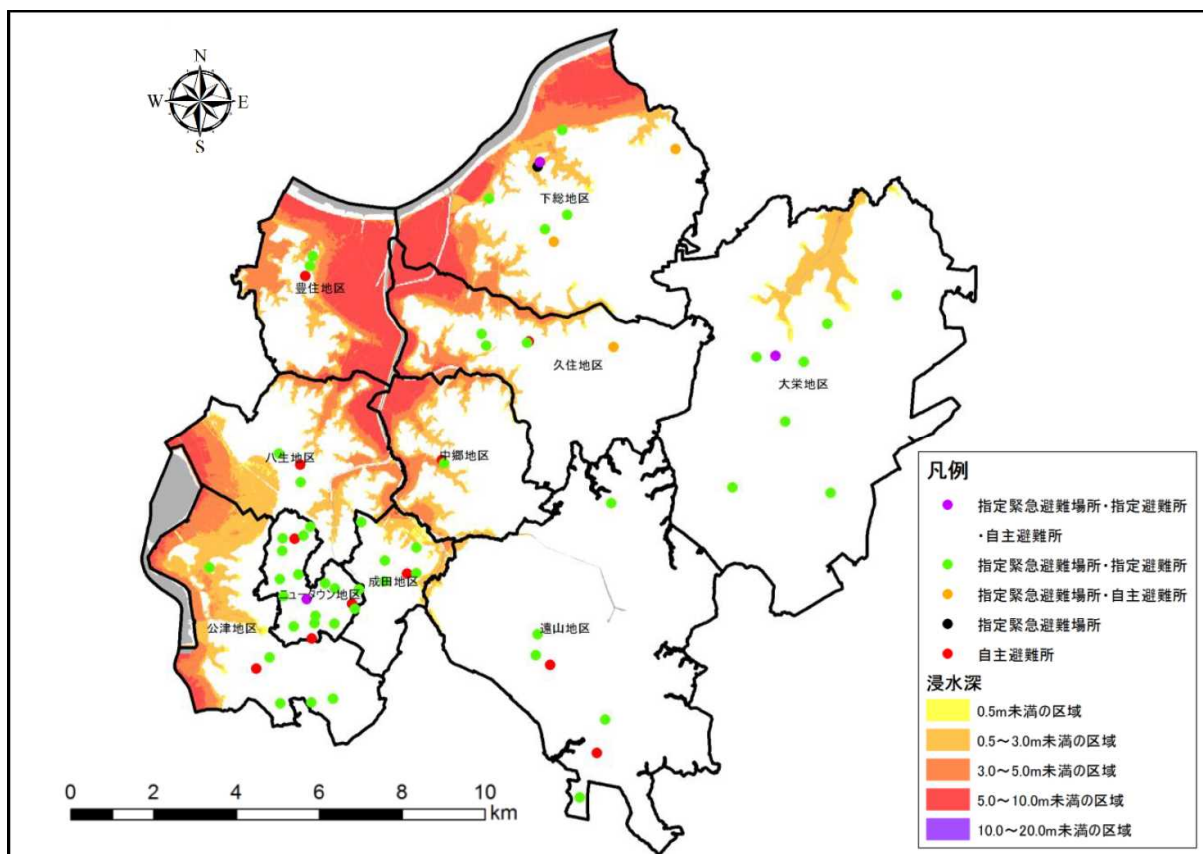 N
W
E
S
下総地区
豊住地区
久住地区
大栄地区
八生地区
中郷地区
成田地区
ニュータウン地区
公津地区
遠山地区
凡例
指定緊急避難場所・指定避難所
・自主避難所
指定緊急避難場所・指定避難所
指定緊急避難場所・自主避難所
指定緊急避難場所
自主避難所
浸水深
0.5m未満の区域
0.5～3.0m未満の区域
3.0～5.0m未満の区域
5.0～10.0m未満の区域
10.0～20.0m未満の区域
0 2 4 6 8 10
km